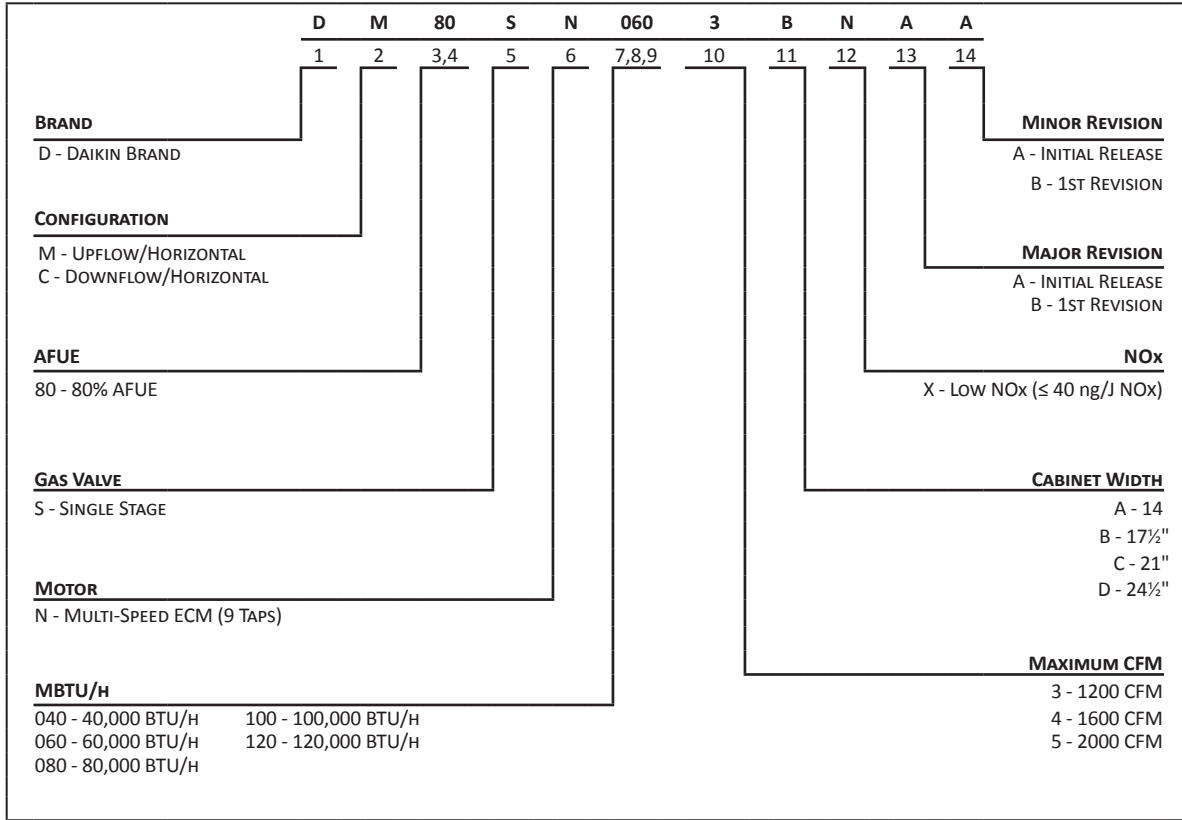 D M 80 S N 060 3 B N A A
1 2 3,4 5 6 7,8,9 10 11 12 13 14
BRAND
D - DAIKIN BRAND
CONFIGURATION
M - UPFLOW/HORIZONTAL
C - DOWNFLOW/HORIZONTAL
AFUE
80 - 80% AFUE
GAS VALVE
S - SINGLE STAGE
MOTOR
N - MULTI-SPEED ECM (9 TAPS)
MBTU/H
040 - 40,000 BTU/H 100 - 100,000 BTU/H
060 - 60,000 BTU/H 120 - 120,000 BTU/H
080 - 80,000 BTU/H
MINOR REVISION
A - INITIAL RELEASE
B - 1ST REVISION
MAJOR REVISION
A - INITIAL RELEASE
B - 1ST REVISION
NOx
X - LOW NOx (≤ 40 ng/J NOx)
CABINET WIDTH
A - 14
B - 17½"
C - 21"
D - 24½"
MAXIMUM CFM
3 - 1200 CFM
4 - 1600 CFM
5 - 2000 CFM